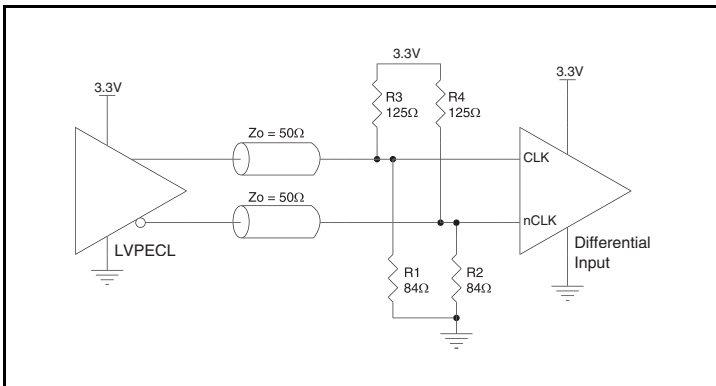 3.3V
3.3V
3.3V
R3
125Ω
R4
125Ω
Zo = 50Ω
CLK
Zo = 50Ω
nCLK
LVPECL
Differential
Input
R1
84Ω
R2
84Ω